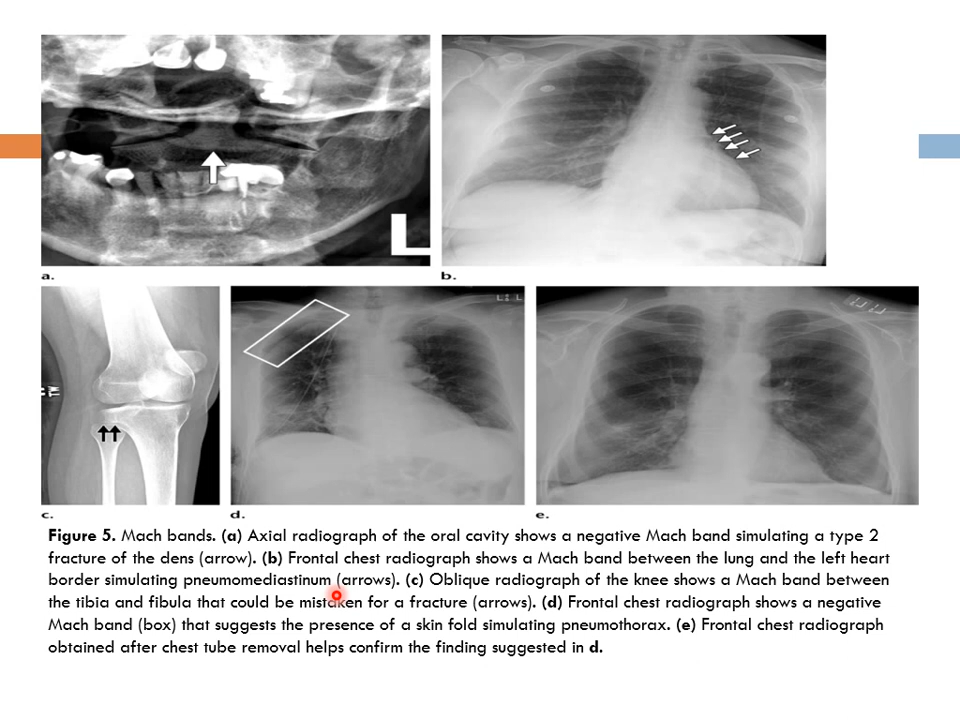 L
a.
b.
c.
d.
e.
Figure 5. Mach bands. (a) Axial radiograph of the oral cavity shows a negative Mach band simulating a type 2
fracture of the dens (arrow). (b) Frontal chest radiograph shows a Mach band between the lung and the left heart
border simulating pneumomediastinum (arrows). (c) Oblique radiograph of the knee shows a Mach band between
the tibia and fibula that could be mistaken for a fracture (arrows). (d) Frontal chest radiograph shows a negative
Mach band (box) that suggests the presence of a skin fold simulating pneumothorax. (e) Frontal chest radiograph
obtained after chest tube removal helps confirm the finding suggested in d.